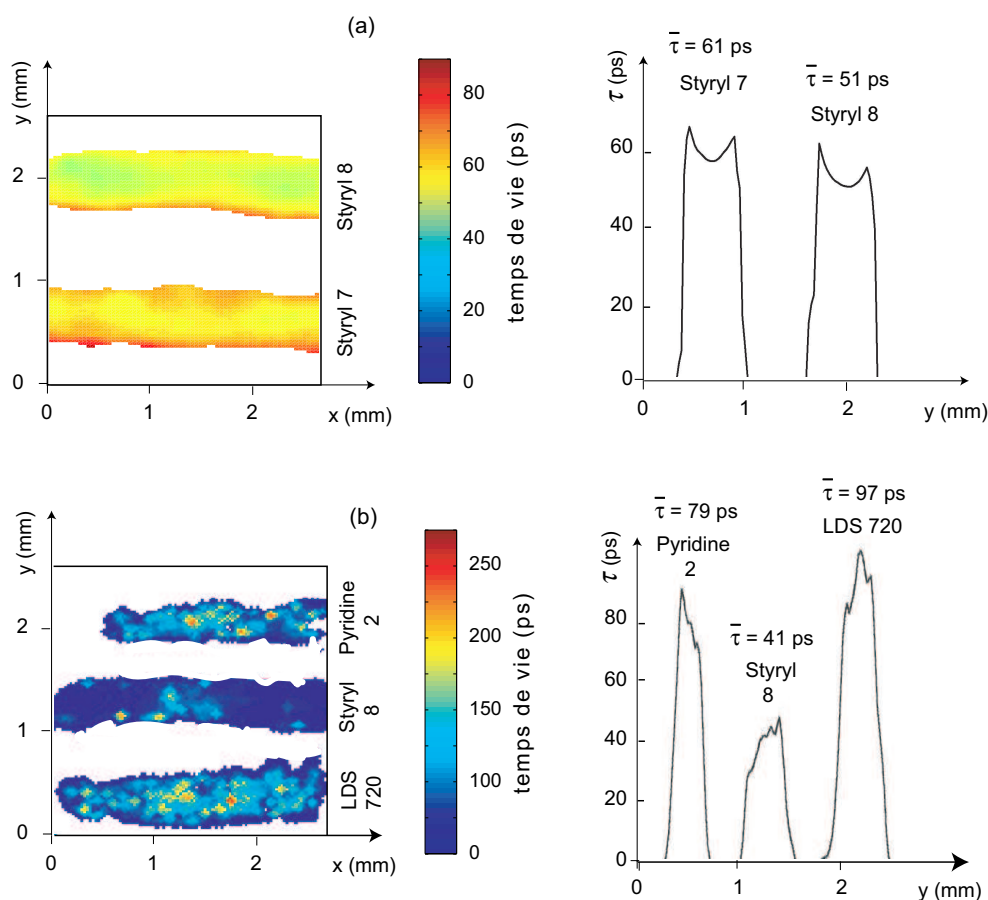 (a)
y (mm)
2
1
0
0 1 2
x (mm)
Styryl 8
Styryl 7
80
60
40
20
0
temps de vie (ps)
τ̄ = 61 ps
Styryl 7
τ̄ = 51 ps
Styryl 8
τ (ps)
60
40
20
0
0 1 2
y (mm)
(b)
y (mm)
2
1
0
0 1 2
x (mm)
Pyridine
2
Styryl
8
LDS
720
250
200
150
100
50
0
temps de vie (ps)
τ̄ = 79 ps
Pyridine
2
τ̄ = 41 ps
Styryl
8
τ̄ = 97 ps
LDS 720
τ (ps)
80
60
40
20
0
0 1 2
y (mm)